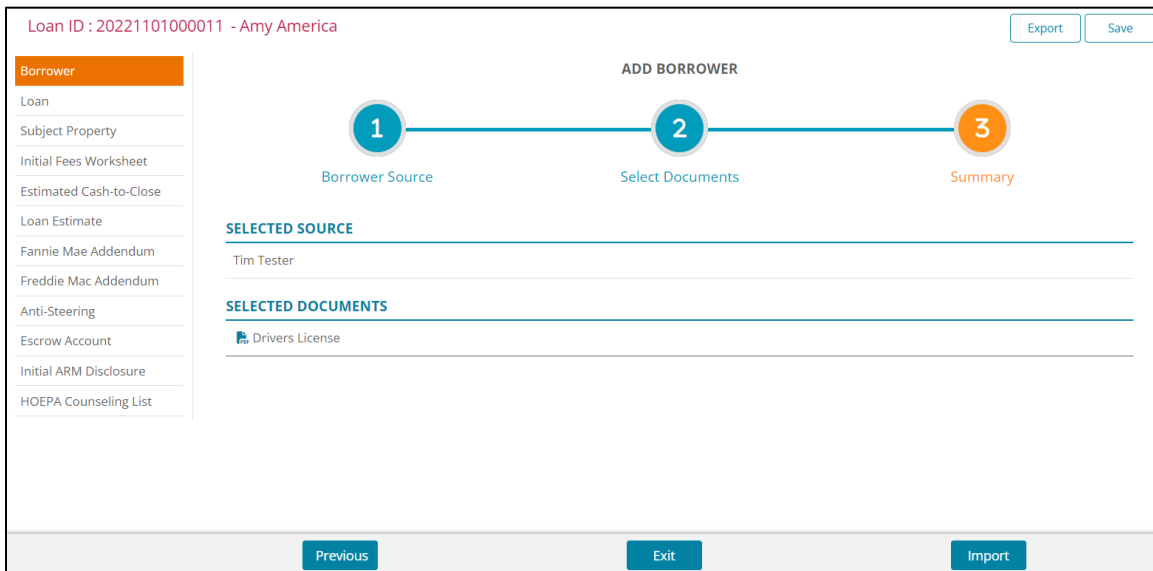 Loan ID : 20221101000011 - Amy America
Export
Save
Borrower
Loan
Subject Property
Initial Fees Worksheet
Estimated Cash-to-Close
Loan Estimate
Fannie Mae Addendum
Freddie Mac Addendum
Anti-Steering
Escrow Account
Initial ARM Disclosure
HOEPA Counseling List
ADD BORROWER
1
2
3
Borrower Source
Select Documents
Summary
SELECTED SOURCE
Tim Tester
SELECTED DOCUMENTS
PDF Drivers License
Previous
Exit
Import